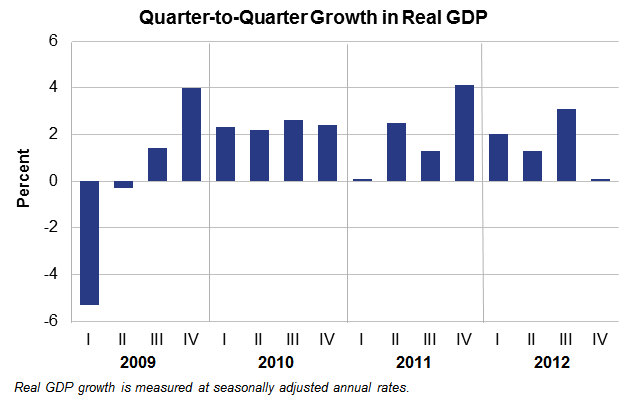 Quarter-to-Quarter Growth in Real GDP
6
4
2
0
-2
-4
-6
Percent
I II III IV I II III IV I II III IV I II III IV
2009 2010 2011 2012
Real GDP growth is measured at seasonally adjusted annual rates.